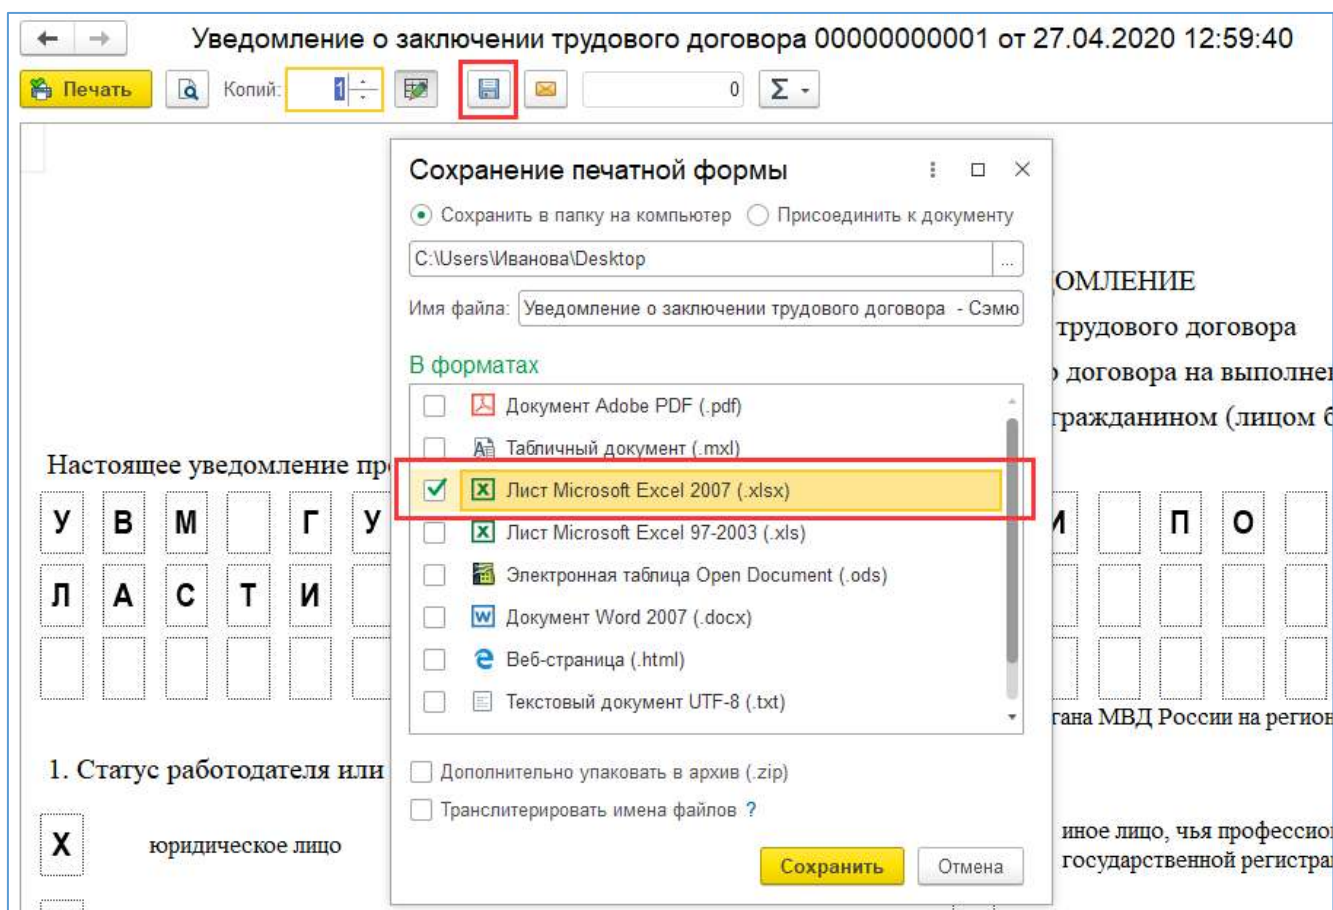 Уведомление о заключении трудового договора 00000000001 от 27.04.2020 12:59:40
Печать Копий: 1 0 Σ
Сохранение печатной формы
Сохранить в папку на компьютер Присоединить к документу
C:\Users\Иванова\Desktop ...
Имя файла: Уведомление о заключении трудового договора - Сэмю
В форматах
Документ Adobe PDF (.pdf)
Табличный документ (.mxl)
Лист Microsoft Excel 2007 (.xlsx)
Лист Microsoft Excel 97-2003 (.xls)
Электронная таблица Open Document (.ods)
Документ Word 2007 (.docx)
Веб-страница (.html)
Текстовый документ UTF-8 (.txt)
Дополнительно упаковать в архив (.zip)
Транслитерировать имена файлов ?
Сохранить Отмена
ОМЛЕНИЕ
трудового договора
договора на выполне
гражданином (лицом б
Настоящее уведомление пр
У В М Г У И П О
Л А С Т И
гана МВД России на регион
1. Статус работодателя или
X юридическое лицо
иное лицо, чья професси
государственной регистра